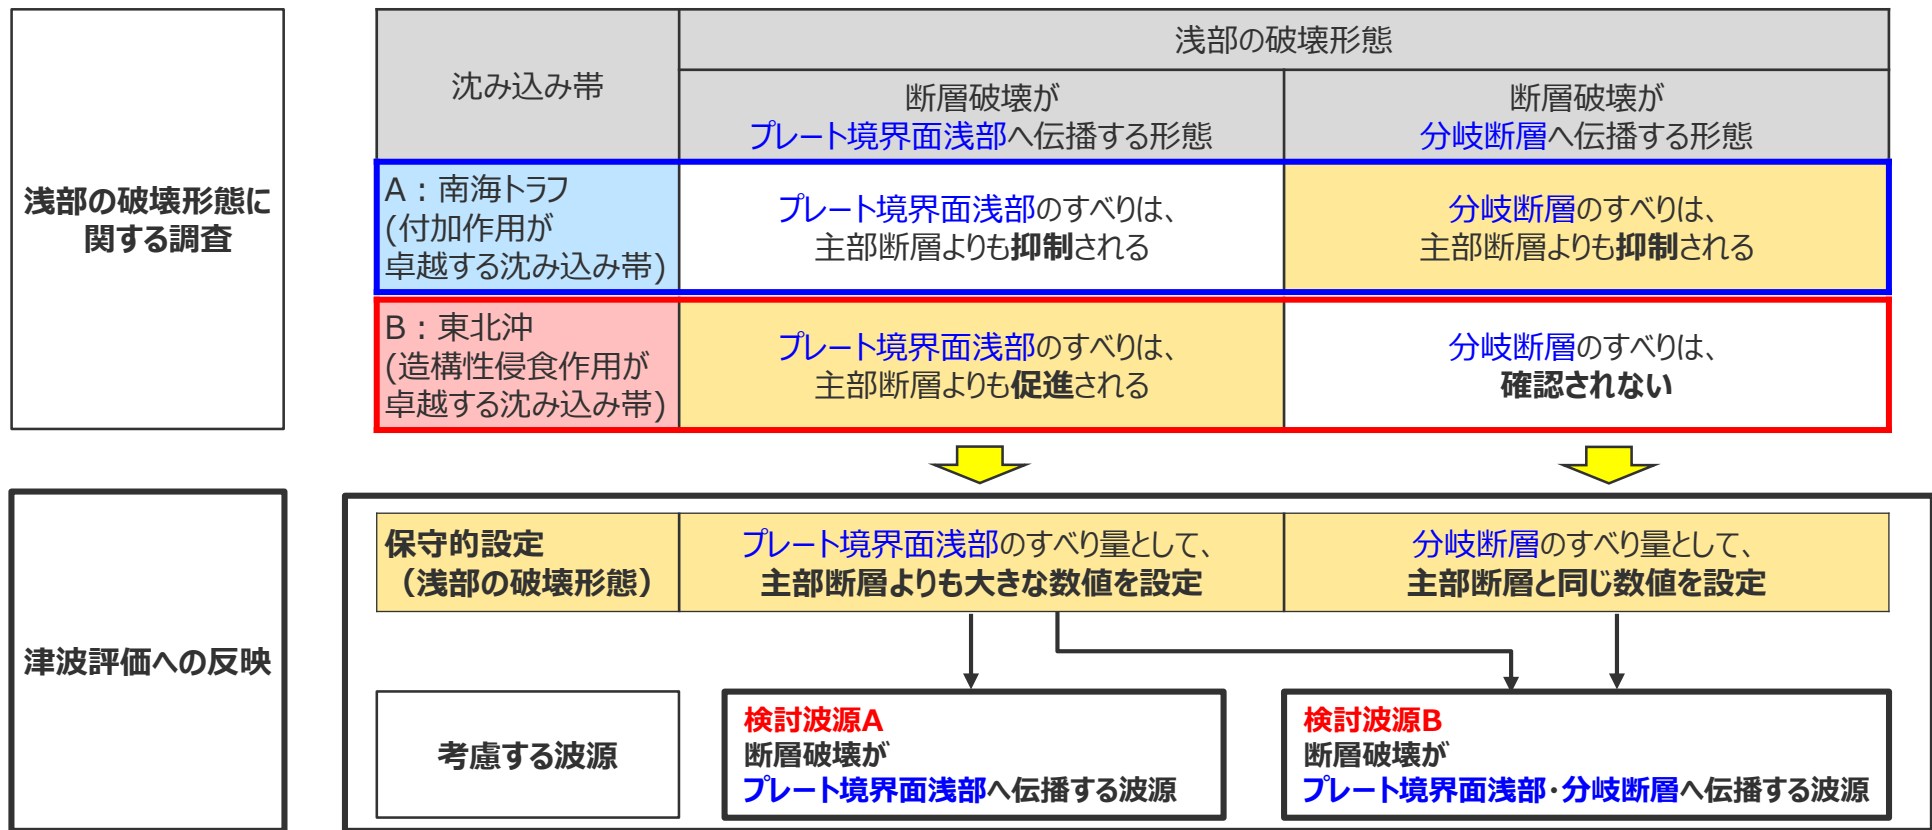 浅部の破壊形態に
関する調査
沈み込み帯
浅部の破壊形態
断層破壊が
プレート境界面浅部へ伝播する形態
断層破壊が
分岐断層へ伝播する形態
A：南海トラフ
(付加作用が
卓越する沈み込み帯)
プレート境界面浅部のすべりは、
主部断層よりも抑制される
分岐断層のすべりは、
主部断層よりも抑制される
B：東北沖
(造構性侵食作用が
卓越する沈み込み帯)
プレート境界面浅部のすべりは、
主部断層よりも促進される
分岐断層のすべりは、
確認されない
津波評価への反映
保守的設定
（浅部の破壊形態）
プレート境界面浅部のすべり量として、
主部断層よりも大きな数値を設定
分岐断層のすべり量として、
主部断層と同じ数値を設定
考慮する波源
検討波源A
断層破壊が
プレート境界面浅部へ伝播する波源
検討波源B
断層破壊が
プレート境界面浅部・分岐断層へ伝播する波源